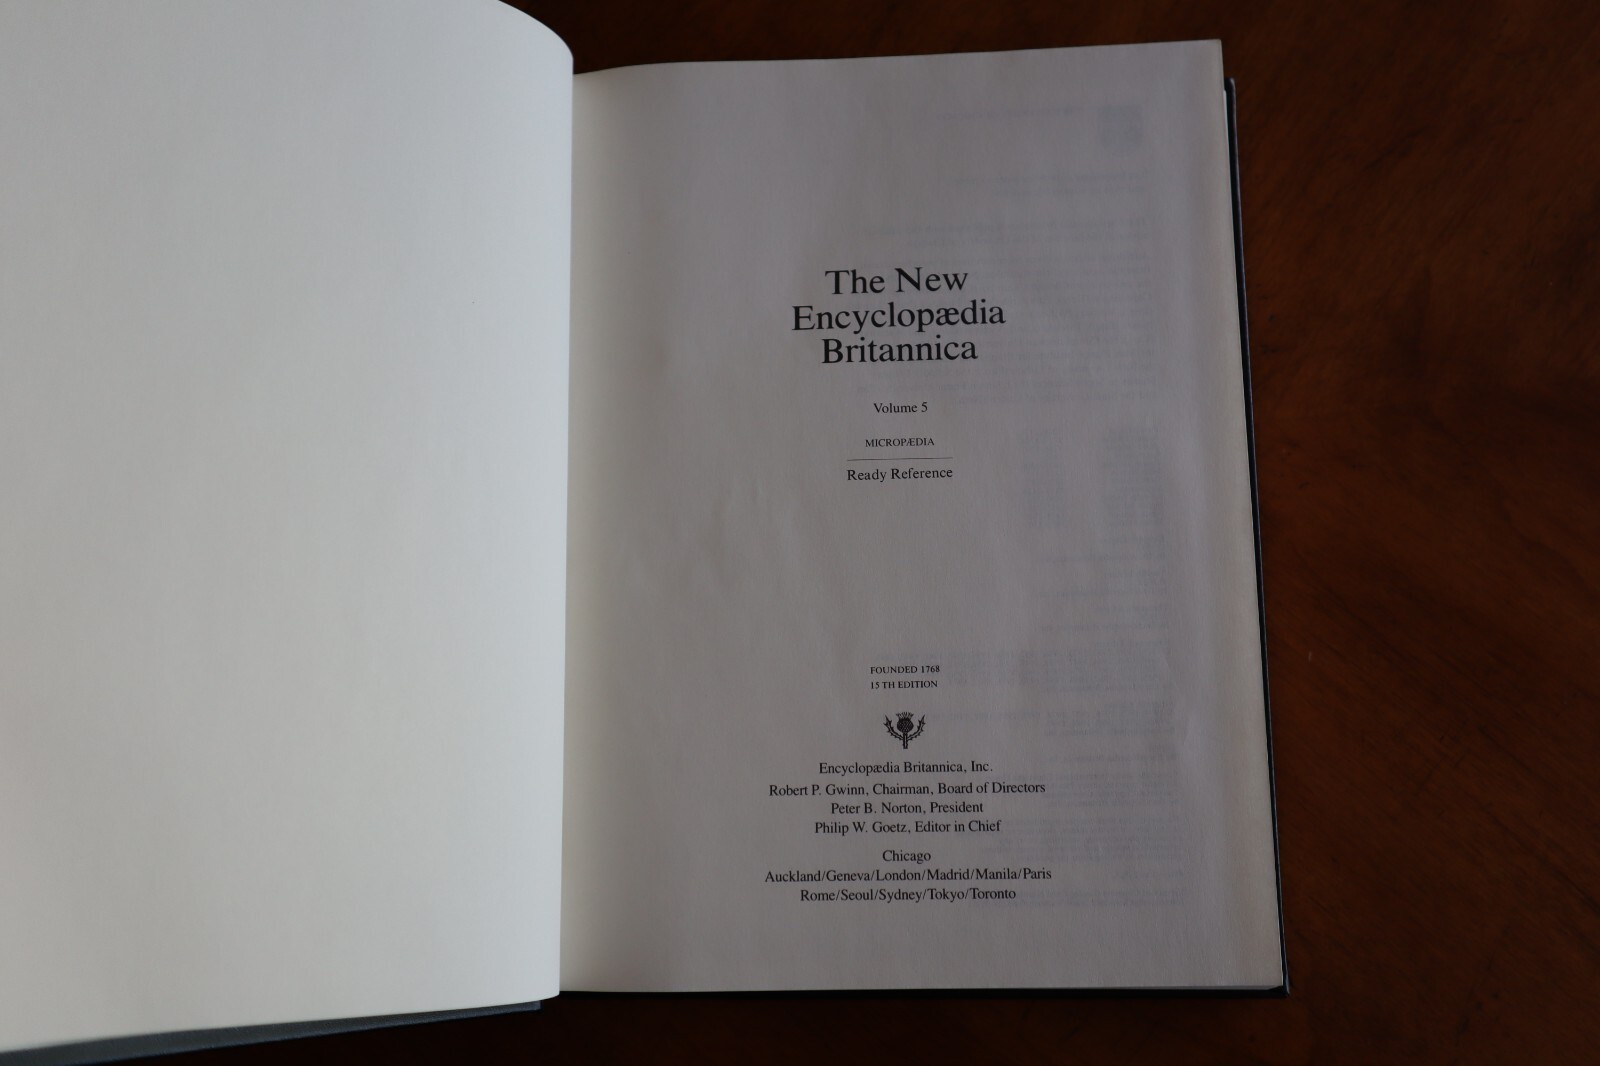 The New
Encyclopædia
Britannica
Volume 5
MICROPÆDIA
Ready Reference
FOUNDED 1768
15 TH EDITION
Encyclopædia Britannica, Inc.
Robert P. Gwinn, Chairman, Board of Directors
Peter B. Norton, President
Philip W. Goetz, Editor in Chief
Chicago
Auckland/Geneva/London/Madrid/Manila/Paris
Rome/Seoul/Sydney/Tokyo/Toronto